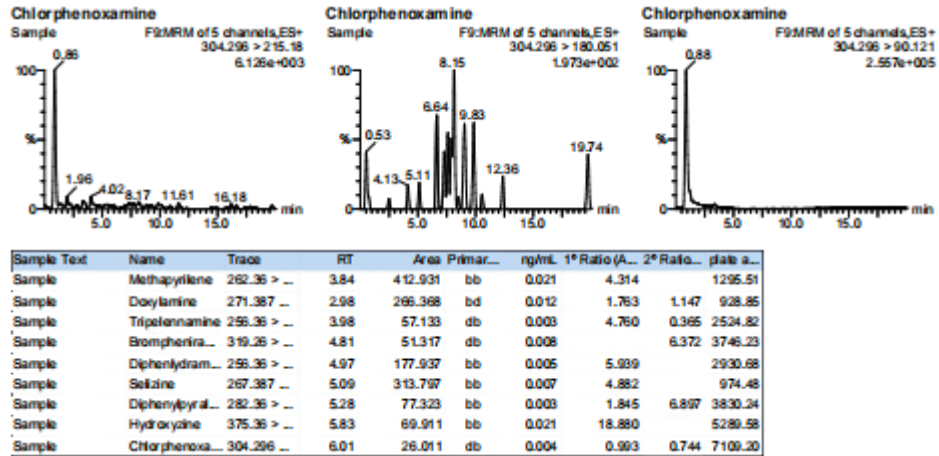 Chlorphenoxamine
Sample F9:MRM of 5 channels,ES+
304.296 > 215.18
6.126e+003
100
%
0
0.86
1.96
4.02
8.17
11.61
16.18
min
5.0 10.0 15.0
Chlorphenoxamine
Sample F9:MRM of 5 channels,ES+
304.296 > 180.051
1.973e+002
100
%
0
0.53
4.13
5.11
6.64
8.15
9.83
12.36
19.74
min
5.0 10.0 15.0
Chlorphenoxamine
Sample F9:MRM of 5 channels,ES+
304.296 > 90.121
2.557e+005
100
%
0
0.88
min
5.0 10.0 15.0
Sample Text Name Trace RT Area Primar... ng/mL 1º Ratio (A... 2º Ratio... plate a...
Sample Methapyrilene 262.36 > ... 3.84 412.931 bb 0.021 4.314 1295.51
Sample Doxylamine 271.387 ... 2.98 266.368 bd 0.012 1.763 1.147 928.85
Sample Tripelennamine 256.36 > ... 3.98 57.133 db 0.003 4.760 0.365 2524.82
Sample Bromphenira... 319.26 > ... 4.81 51.317 db 0.008 6.372 3746.23
Sample Diphenlydram... 256.36 > ... 4.97 177.937 bb 0.005 5.939 2930.68
Sample Selizine 267.387 ... 5.09 313.797 bb 0.007 4.882 974.48
Sample Diphenylpyral... 282.36 > ... 5.28 77.323 bb 0.003 1.845 6.897 3830.24
Sample Hydroxyzine 375.36 > ... 5.83 69.911 bb 0.021 18.880 5289.58
Sample Chlorphenoxa... 304.296 ... 6.01 26.011 db 0.004 0.993 0.744 7109.20